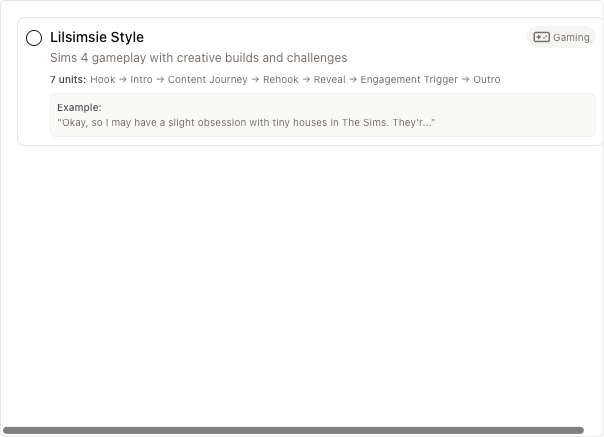 Lilsimsie Style
Gaming
Sims 4 gameplay with creative builds and challenges
7 units: Hook → Intro → Content Journey → Rehook → Reveal → Engagement Trigger → Outro
Example:
"Okay, so I may have a slight obsession with tiny houses in The Sims. They'r..."